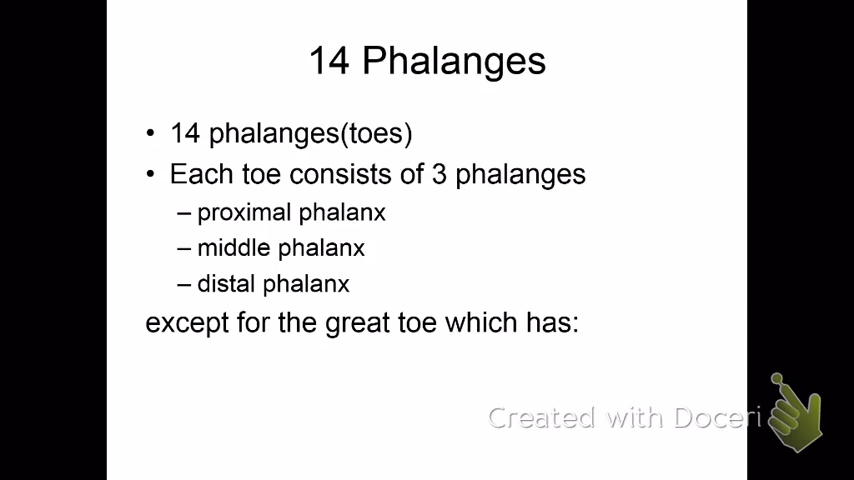 14 Phalanges
• 14 phalanges(toes)
• Each toe consists of 3 phalanges
– proximal phalanx
– middle phalanx
– distal phalanx
except for the great toe which has:
Created with Doceri